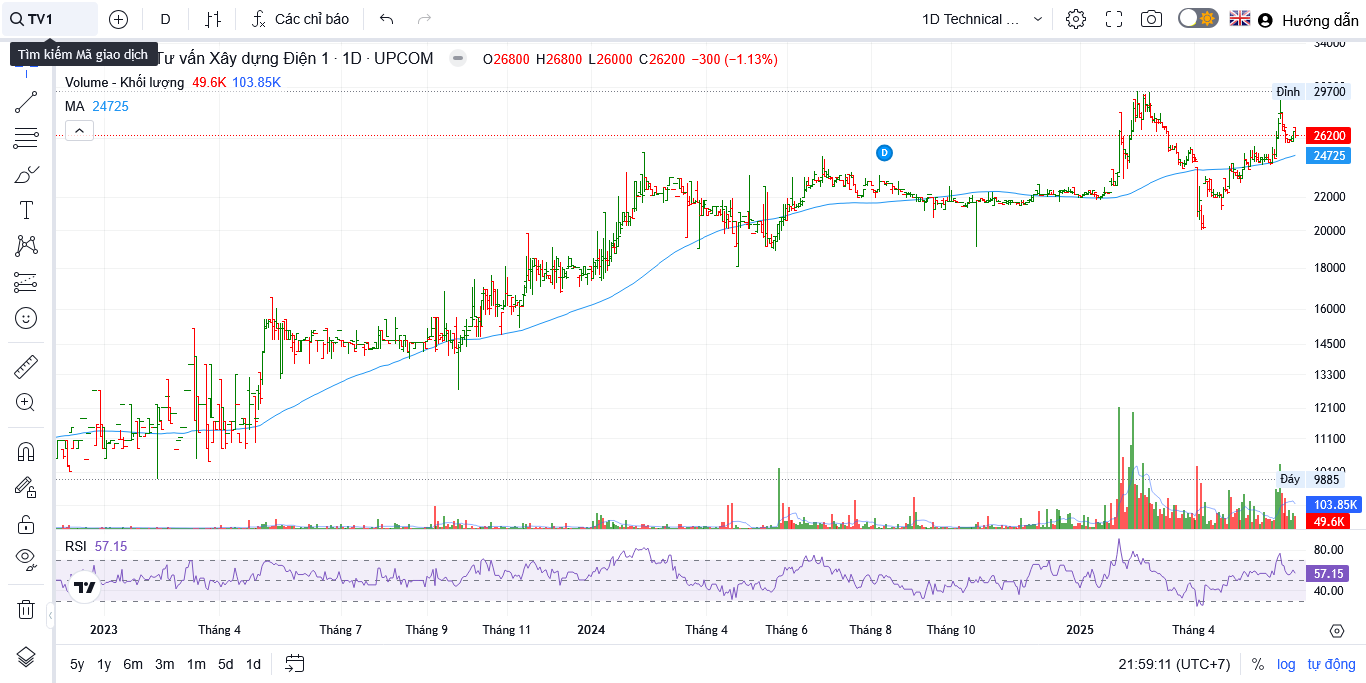 TV1
D
Các chỉ báo
1D Technical ...
Hướng dẫn
Tìm kiếm Mã giao dịch
Tư vấn Xây dựng Điện 1 · 1D · UPCOM
O26800 H26800 L26000 C26200 −300 (−1.13%)
Volume - Khối lượng 49.6K 103.85K
MA 24725
D
34000
Đỉnh 29700
26200
24725
22000
20000
18000
16000
14500
13300
12100
11100
10100
Đáy 9885
103.85K
49.6K
RSI 57.15
80.00
57.15
40.00
2023 Tháng 4 Tháng 7 Tháng 9 Tháng 11 2024 Tháng 4 Tháng 6 Tháng 8 Tháng 10 2025 Tháng 4
5y 1y 6m 3m 1m 5d 1d
21:59:11 (UTC+7) % log tự động